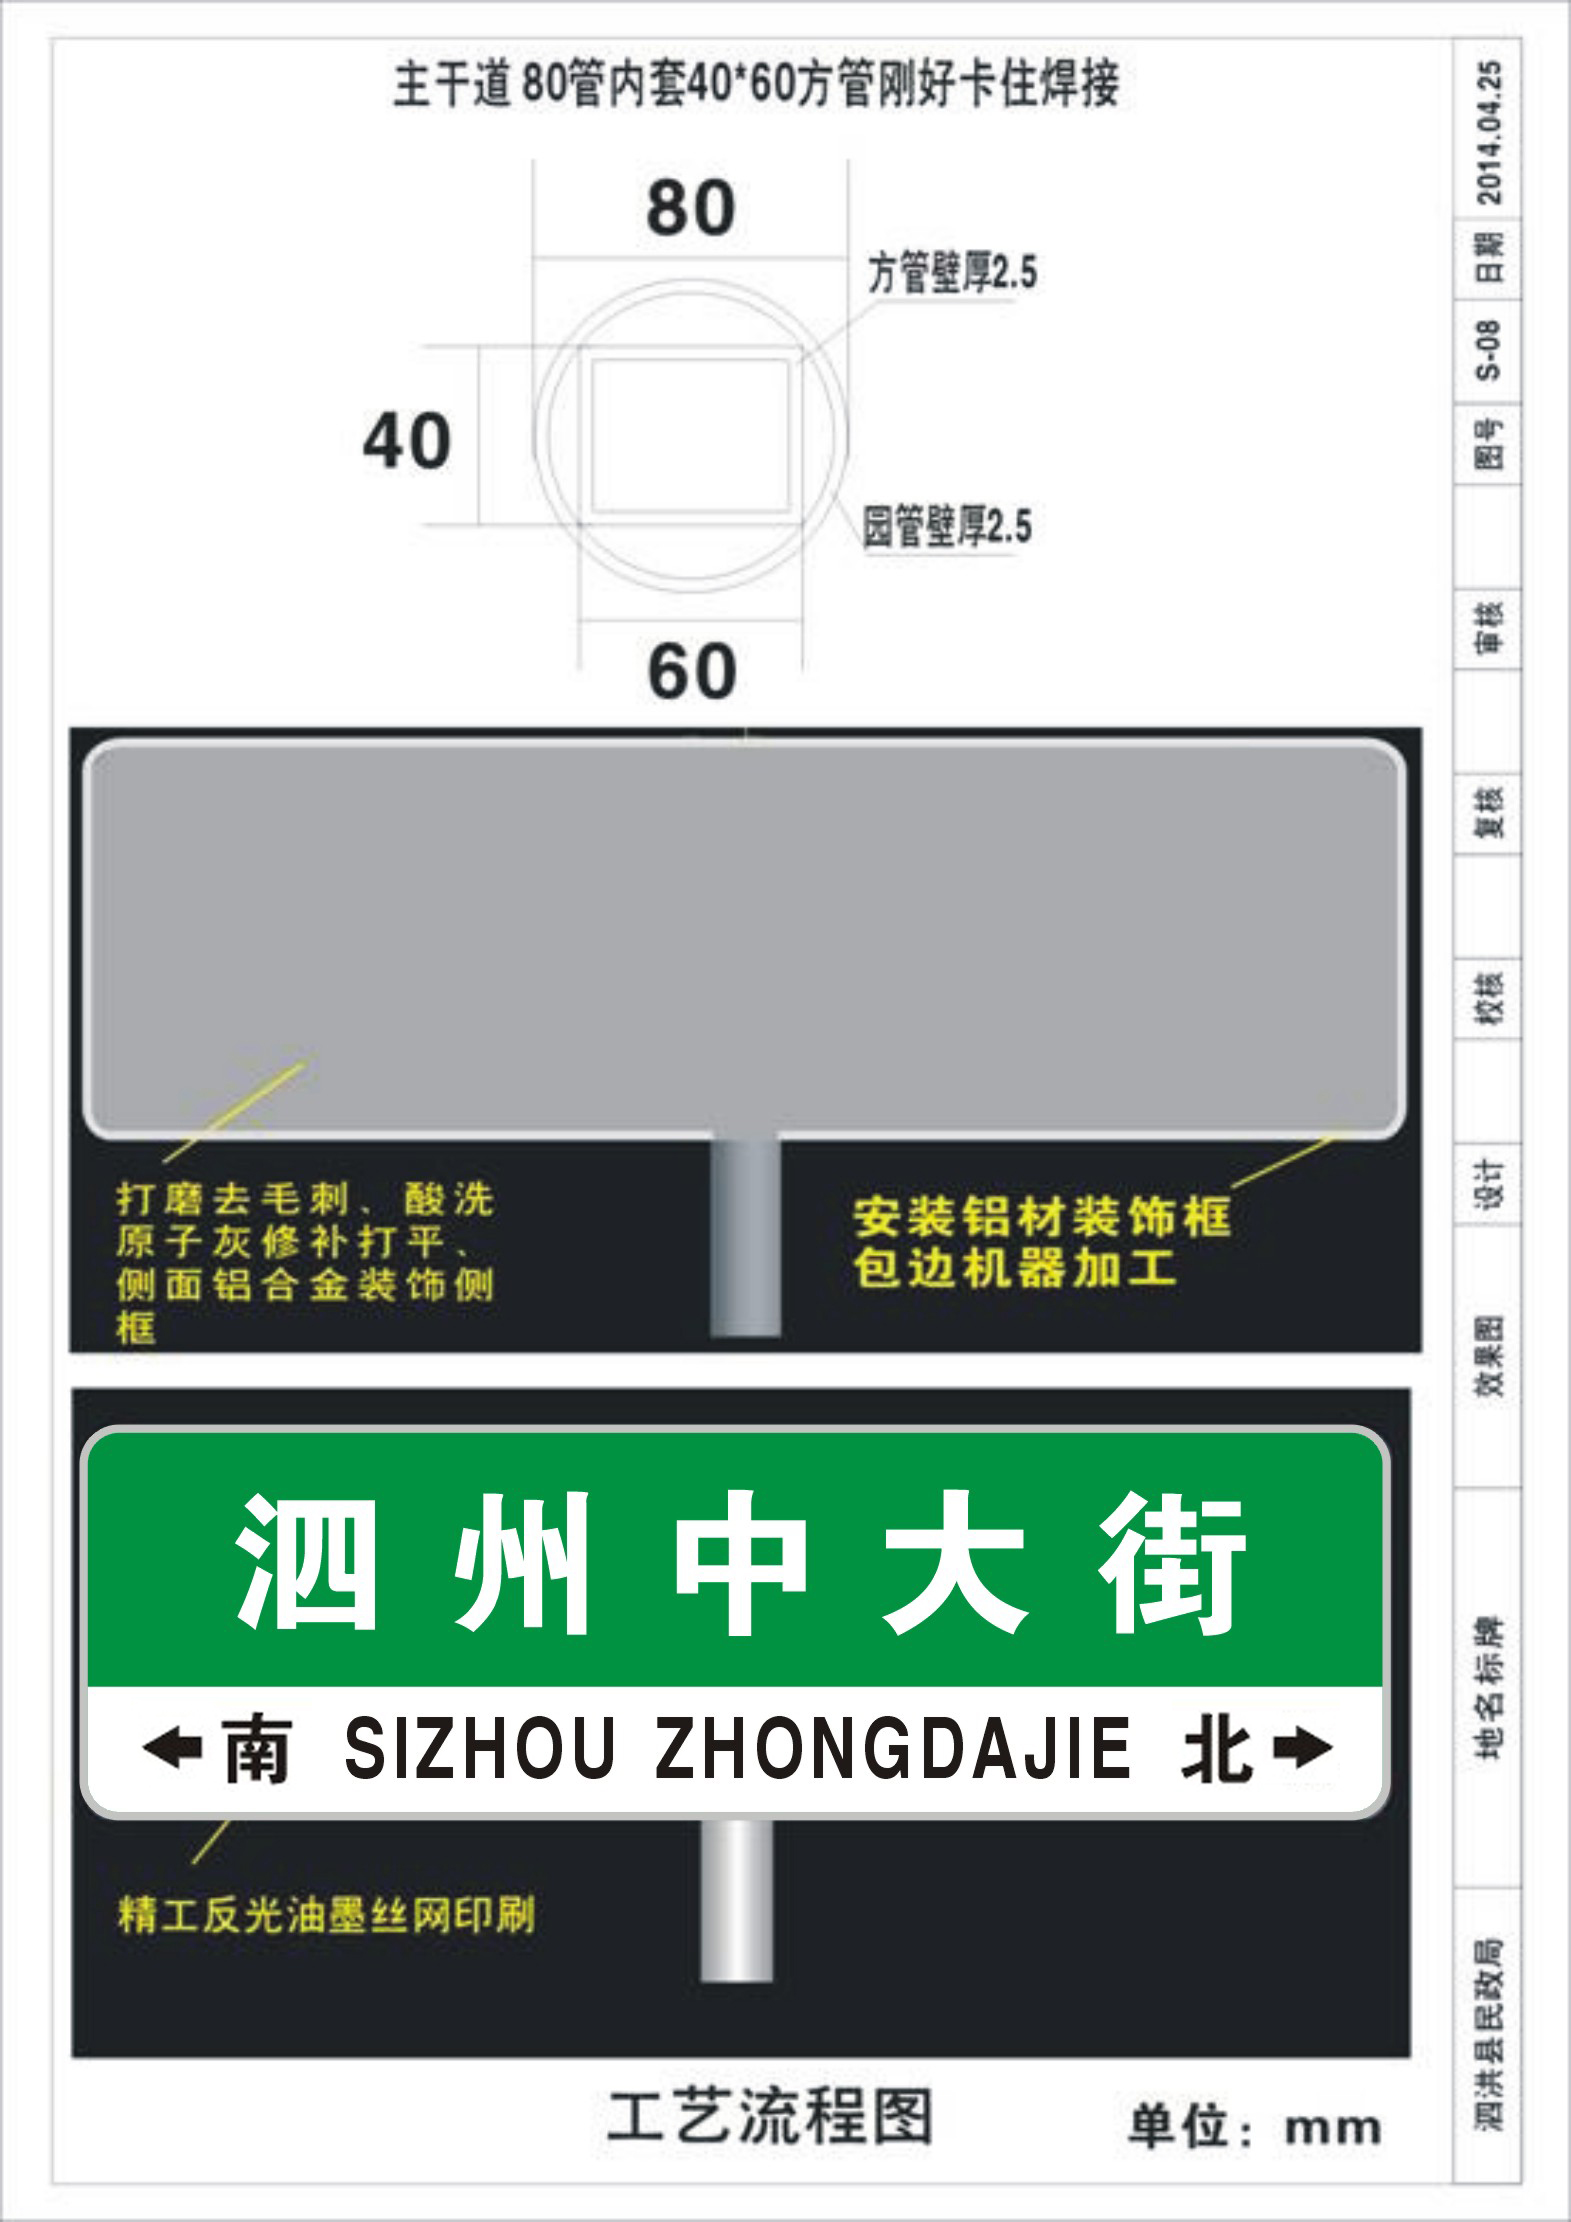 主干道 80管内套40*60方管刚好卡住焊接
80
方管壁厚2.5
40
园管壁厚2.5
60
打磨去毛刺、酸洗
原子灰修补打平、
侧面铝合金装饰侧
框
安装铝材装饰框
包边机器加工
泗州中大街
南 SIZHOU ZHONGDAJIE 北
精工反光油墨丝网印刷
工艺流程图
单位：mm
泗洪县民政局
地名标牌
效果图
设计
校核
复核
审核
图号
S-08
日期
2014.04.25